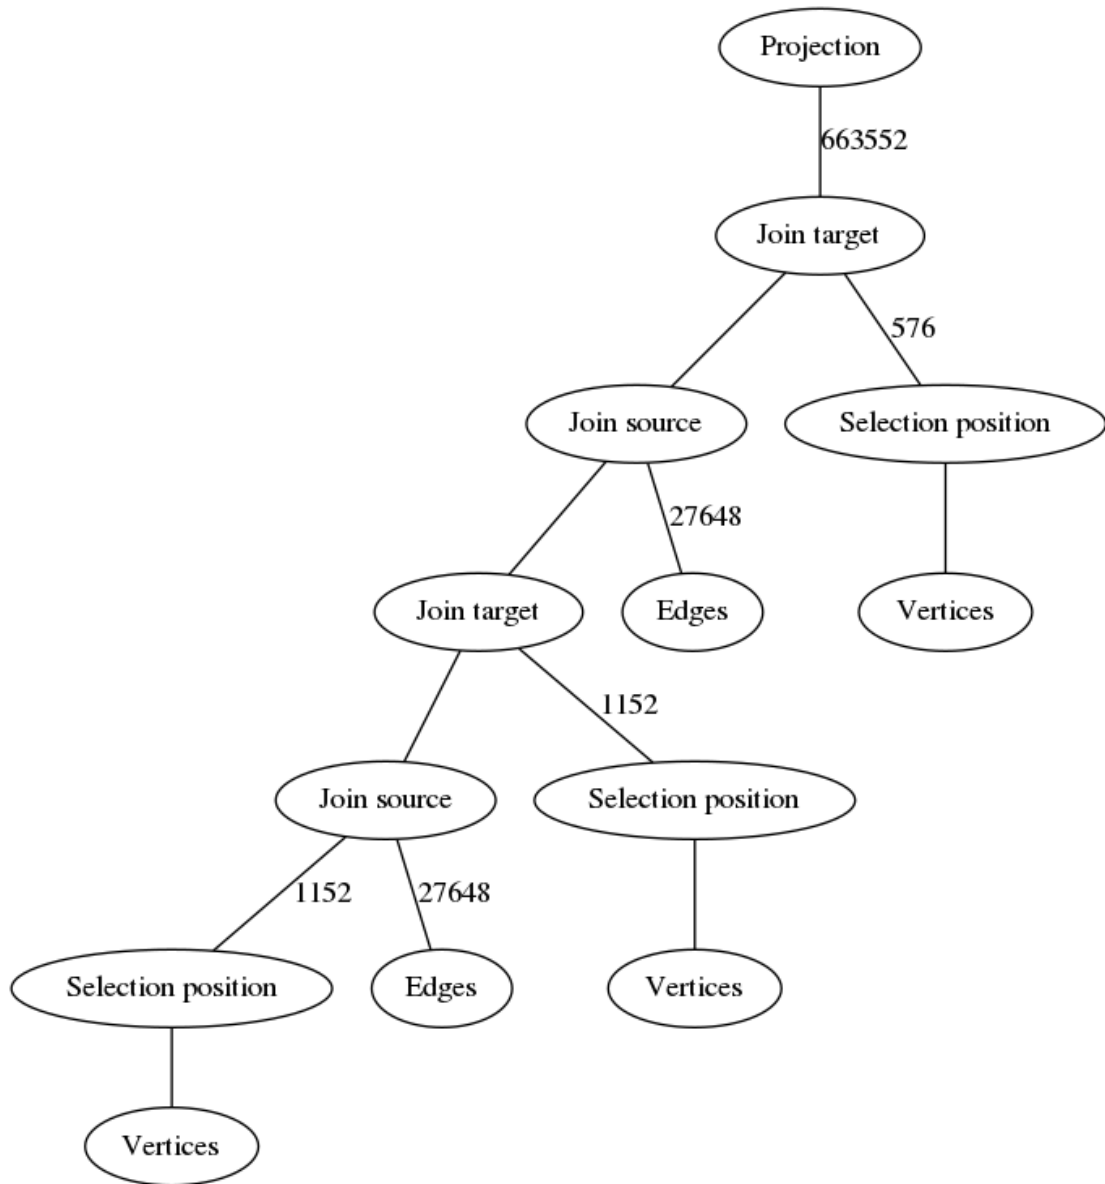 Projection
663552
Join target
576
Join source
Selection position
27648
Join target
Edges
Vertices
1152
Join source
Selection position
1152
27648
Selection position
Edges
Vertices
Vertices